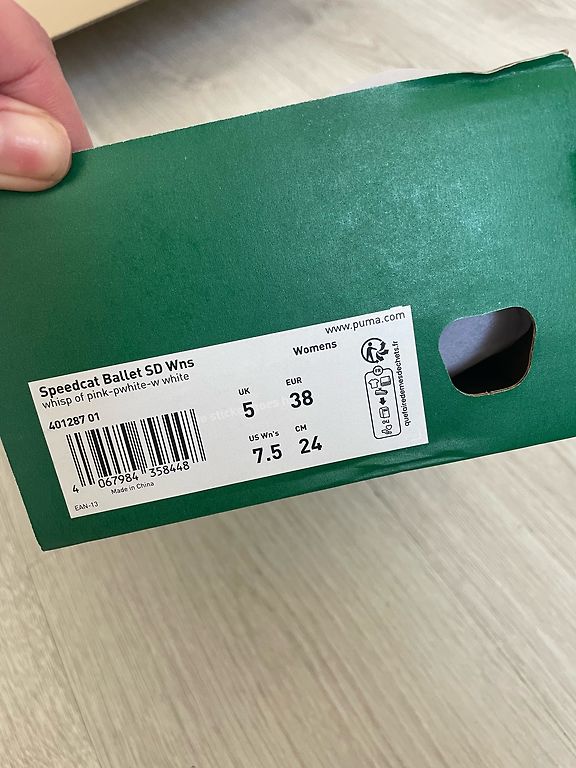 www.puma.com
Speedcat Ballet SD Wns
Womens
whisp of pink-pwhite-w white
401287 01
UK
EUR
5
38
US Wn's
CM
7.5
24
4 067984 358448
Made in China
EAN-13
FR
quefairedemesdechets.fr